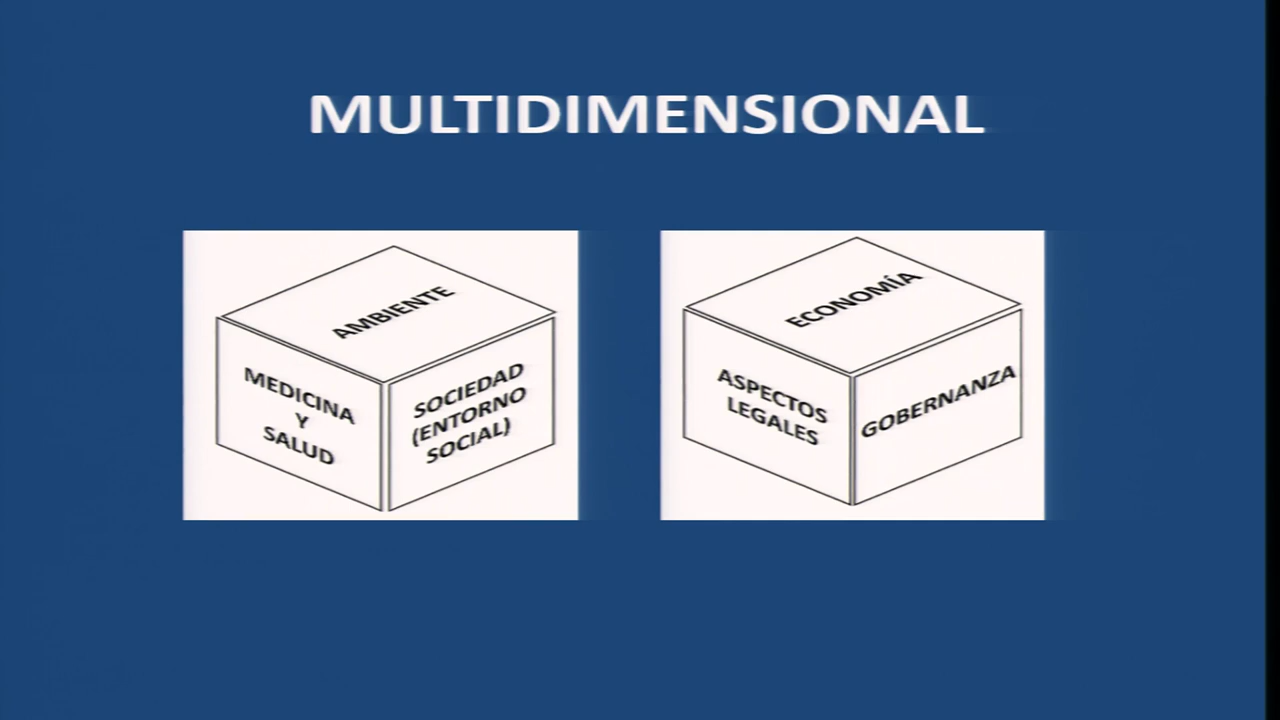 MULTIDIMENSIONAL
AMBIENTE
MEDICINA
Y
SALUD
SOCIEDAD
(ENTORNO
SOCIAL)
ECONOMÍA
ASPECTOS
LEGALES
GOBERNANZA